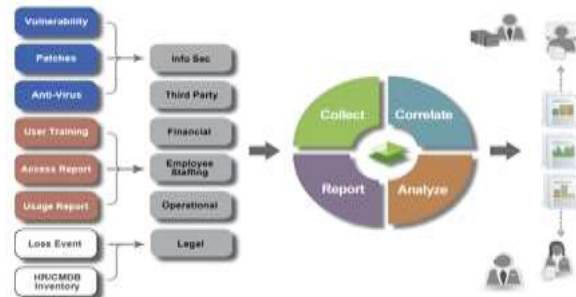 Vulnerability
Patches
Anti-Virus
User Training
Access Report
Usage Report
Loss Event
HR/CMDB
Inventory
Info Sec
Third Party
Financial
Employee
Staffing
Operational
Legal
Collect
Correlate
Report
Analyze